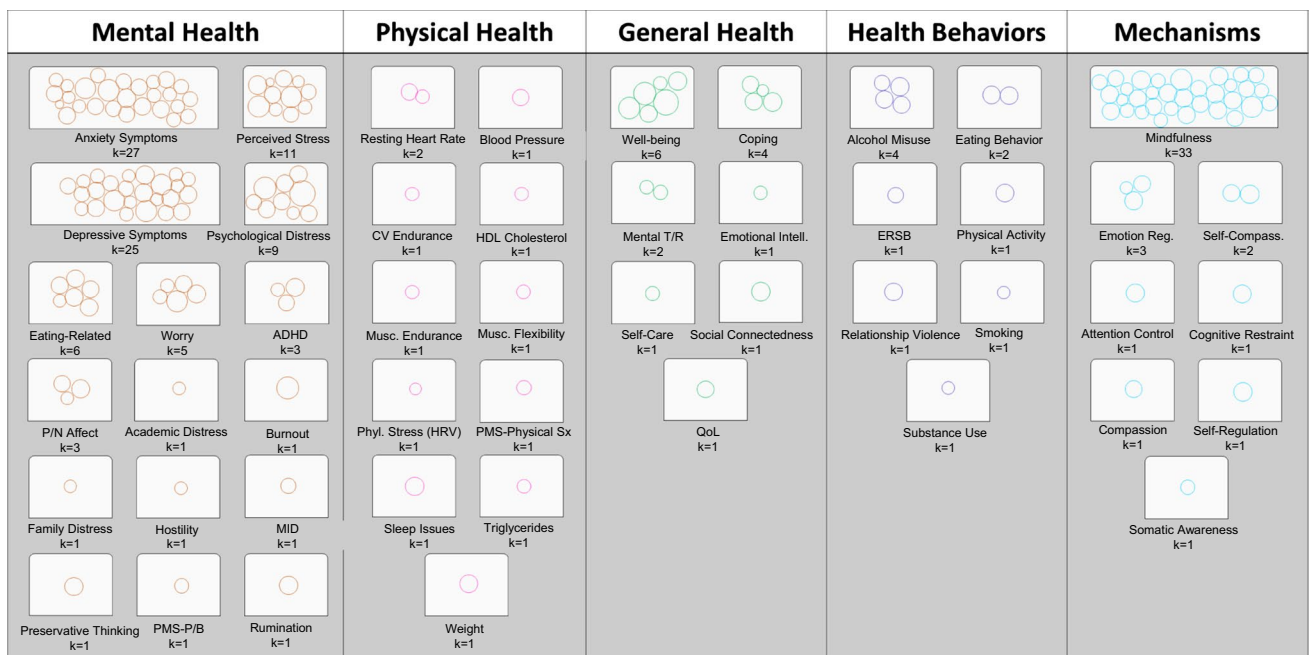 Mental Health
Physical Health
General Health
Health Behaviors
Mechanisms
Anxiety Symptoms
k=27
Perceived Stress
k=11
Depressive Symptoms
k=25
Psychological Distress
k=9
Eating-Related
k=6
Worry
k=5
ADHD
k=3
P/N Affect
k=3
Academic Distress
k=1
Burnout
k=1
Family Distress
k=1
Hostility
k=1
MID
k=1
Preservative Thinking
k=1
PMS-P/B
k=1
Rumination
k=1
Resting Heart Rate
k=2
Blood Pressure
k=1
CV Endurance
k=1
HDL Cholesterol
k=1
Musc. Endurance
k=1
Musc. Flexibility
k=1
Phyl. Stress (HRV)
k=1
PMS-Physical Sx
k=1
Sleep Issues
k=1
Triglycerides
k=1
Weight
k=1
Well-being
k=6
Coping
k=4
Mental T/R
k=2
Emotional Intell.
k=1
Self-Care
k=1
Social Connectedness
k=1
QoL
k=1
Alcohol Misuse
k=4
Eating Behavior
k=2
ERSB
k=1
Physical Activity
k=1
Relationship Violence
k=1
Smoking
k=1
Substance Use
k=1
Mindfulness
k=33
Emotion Reg.
k=3
Self-Compass.
k=2
Attention Control
k=1
Cognitive Restraint
k=1
Compassion
k=1
Self-Regulation
k=1
Somatic Awareness
k=1